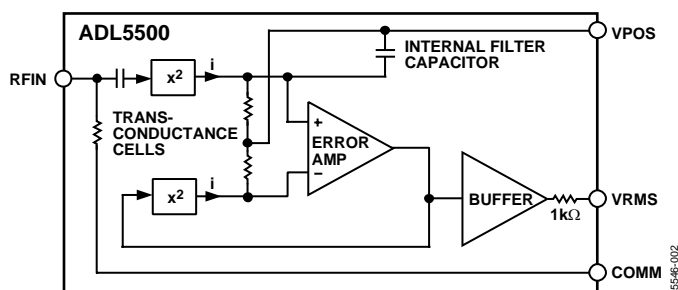 ADL5500
RFIN
x²
i
INTERNAL FILTER
CAPACITOR
VPOS
TRANS-
CONDUCTANCE
CELLS
+
ERROR
AMP
−
x²
i
BUFFER
1kΩ
VRMS
COMM
5546-002